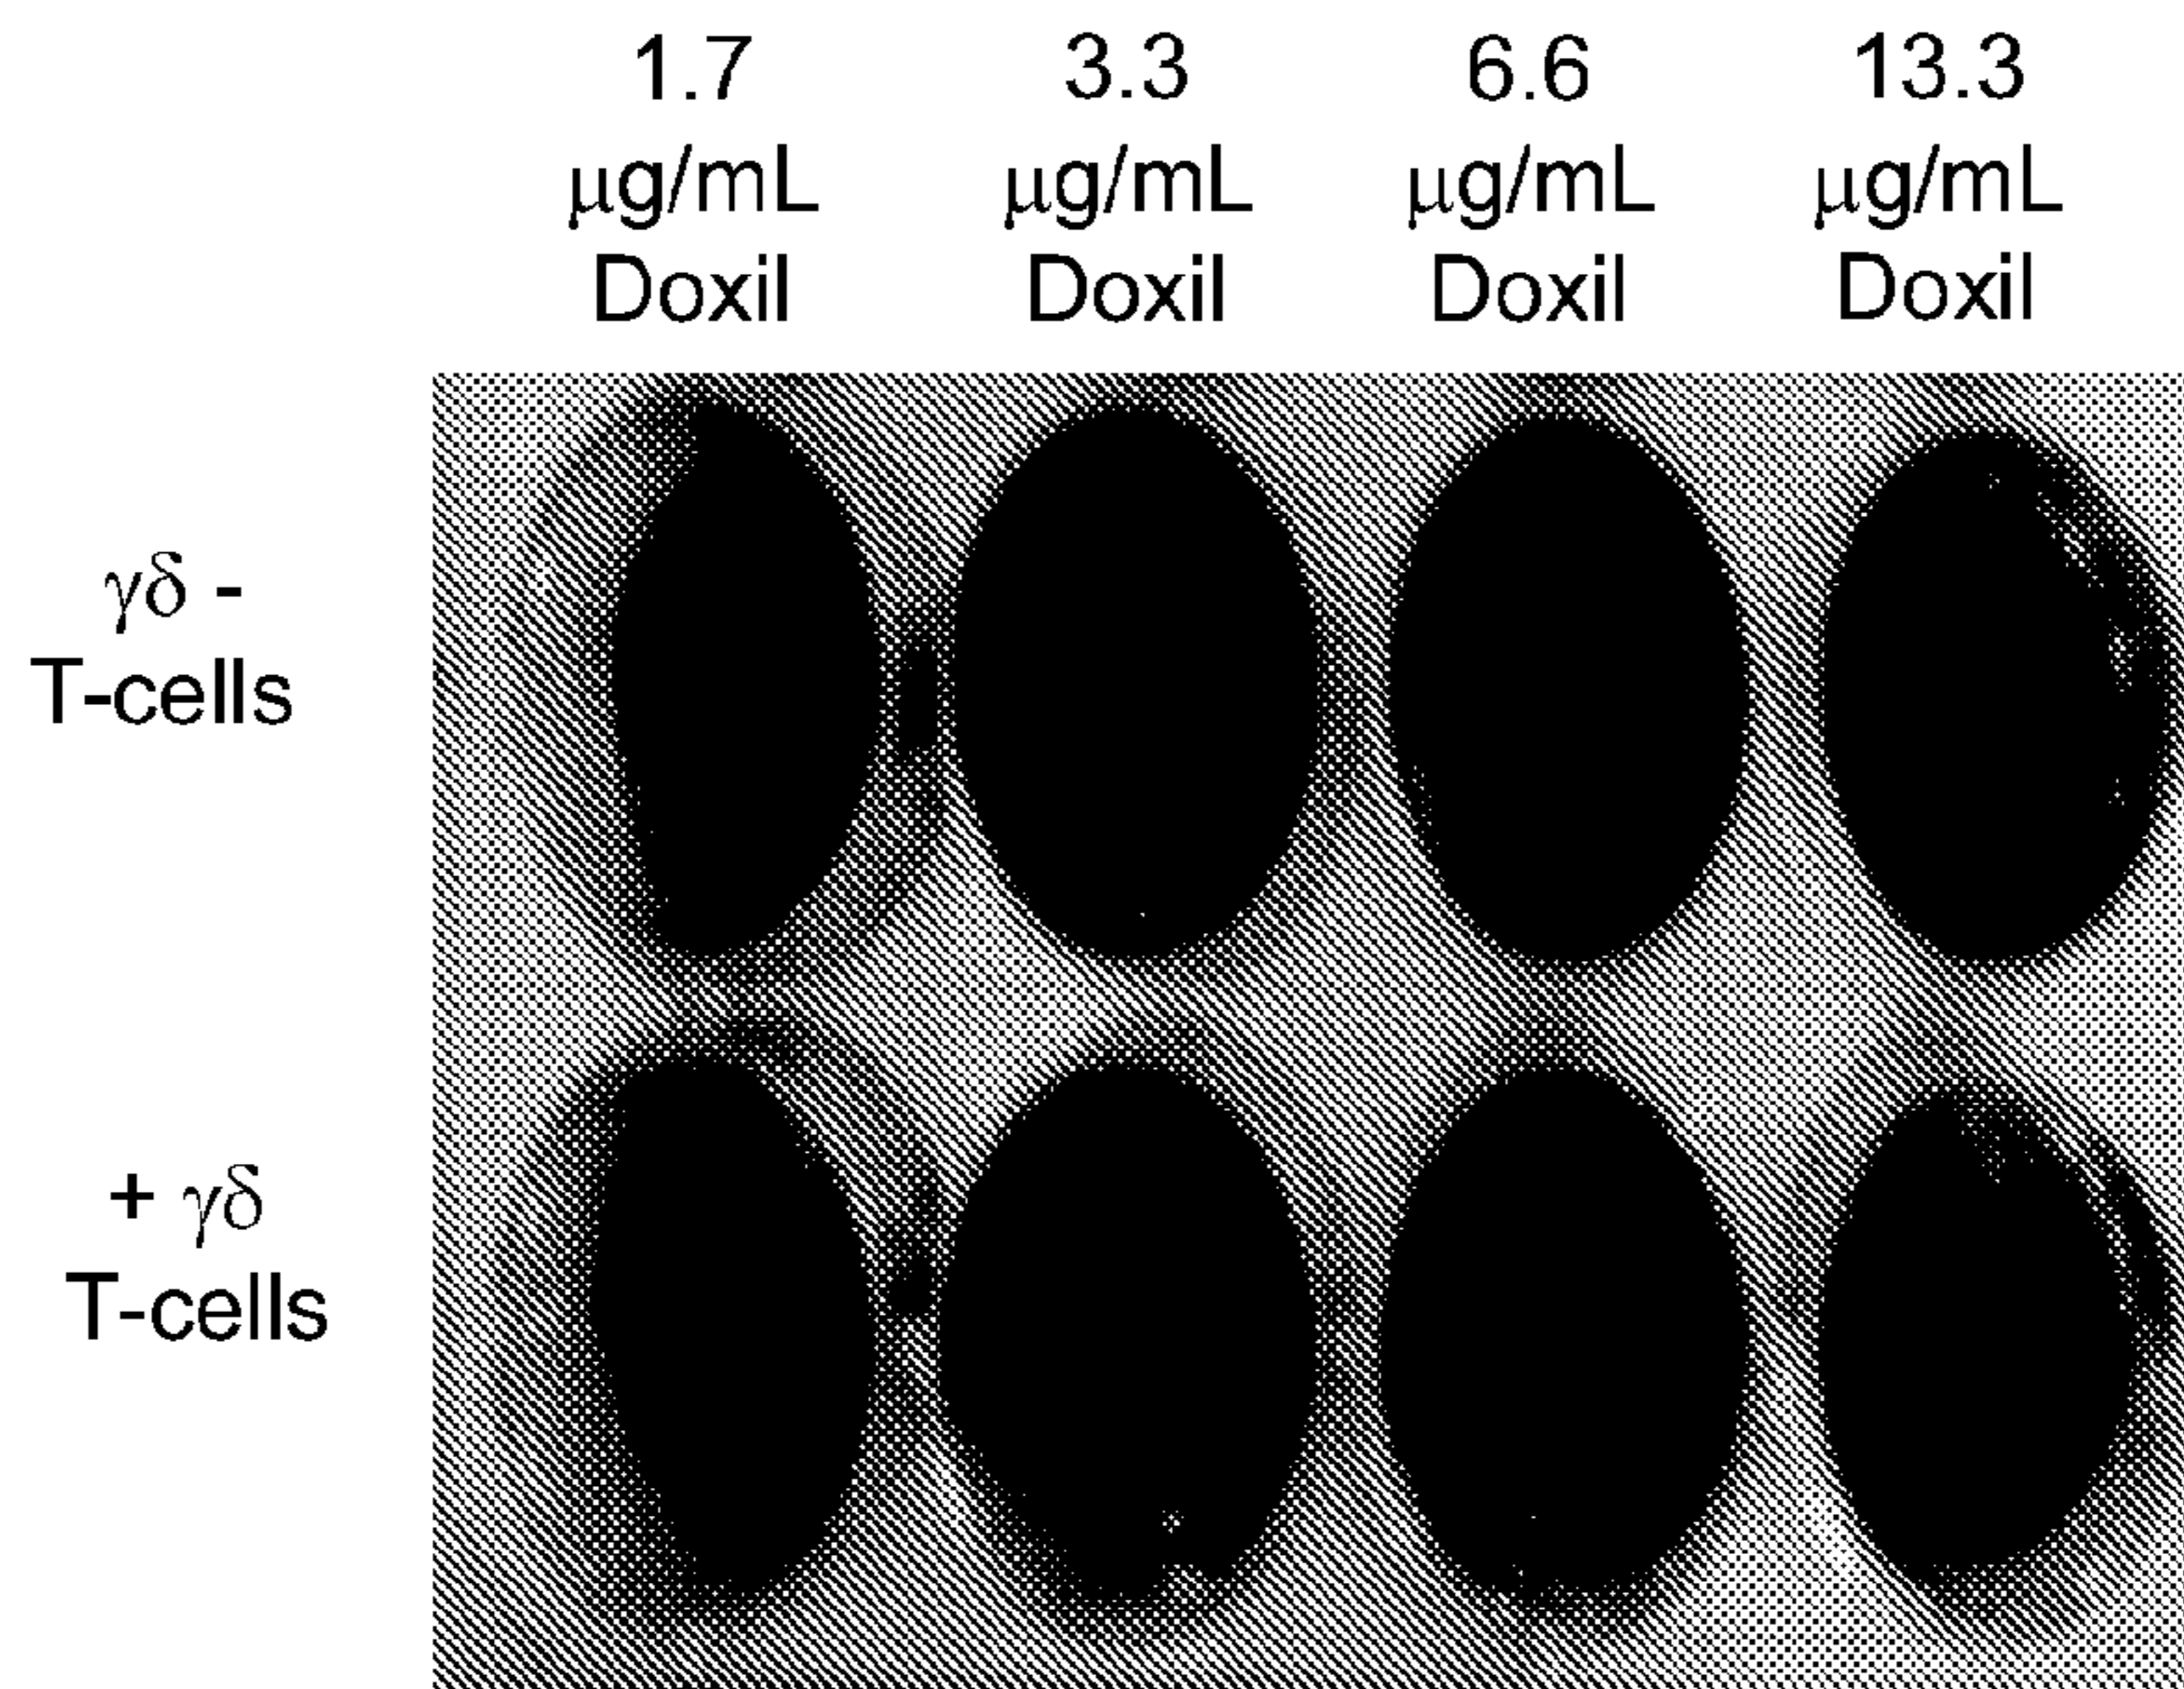 1.7 3.3 6.6 13.3
μg/mL μg/mL μg/mL μg/mL
Doxil Doxil Doxil Doxil
γδ -
T-cells
+ γδ
T-cells